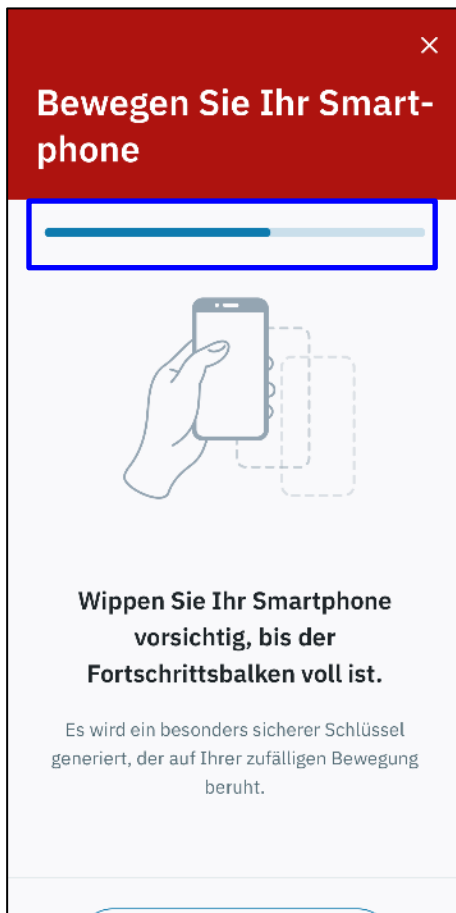 Bewegen Sie Ihr Smart-
phone
Wippen Sie Ihr Smartphone
vorsichtig, bis der
Fortschrittsbalken voll ist.
Es wird ein besonders sicherer Schlüssel
generiert, der auf Ihrer zufälligen Bewegung
beruht.